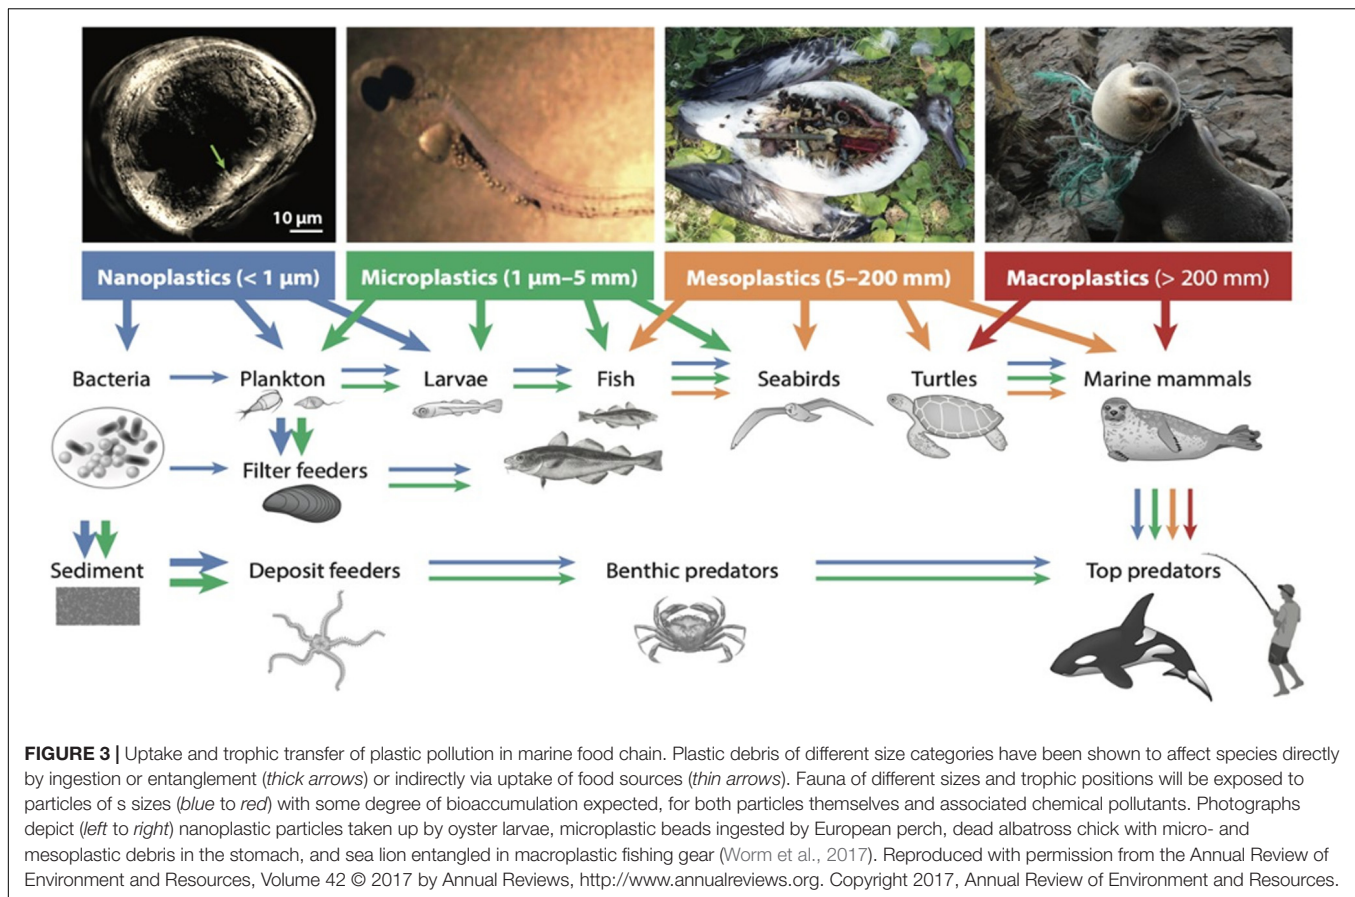 10 μm
Nanoplastics (< 1 μm)
Microplastics (1 μm–5 mm)
Mesoplastics (5–200 mm)
Macroplastics (> 200 mm)
Bacteria
Plankton
Larvae
Fish
Seabirds
Turtles
Marine mammals
Filter feeders
Sediment
Deposit feeders
Benthic predators
Top predators
FIGURE 3 | Uptake and trophic transfer of plastic pollution in marine food chain. Plastic debris of different size categories have been shown to affect species directly
by ingestion or entanglement (thick arrows) or indirectly via uptake of food sources (thin arrows). Fauna of different sizes and trophic positions will be exposed to
particles of s sizes (blue to red) with some degree of bioaccumulation expected, for both particles themselves and associated chemical pollutants. Photographs
depict (left to right) nanoplastic particles taken up by oyster larvae, microplastic beads ingested by European perch, dead albatross chick with micro- and
mesoplastic debris in the stomach, and sea lion entangled in macroplastic fishing gear (Worm et al., 2017). Reproduced with permission from the Annual Review of
Environment and Resources, Volume 42 © 2017 by Annual Reviews, http://www.annualreviews.org. Copyright 2017, Annual Review of Environment and Resources.